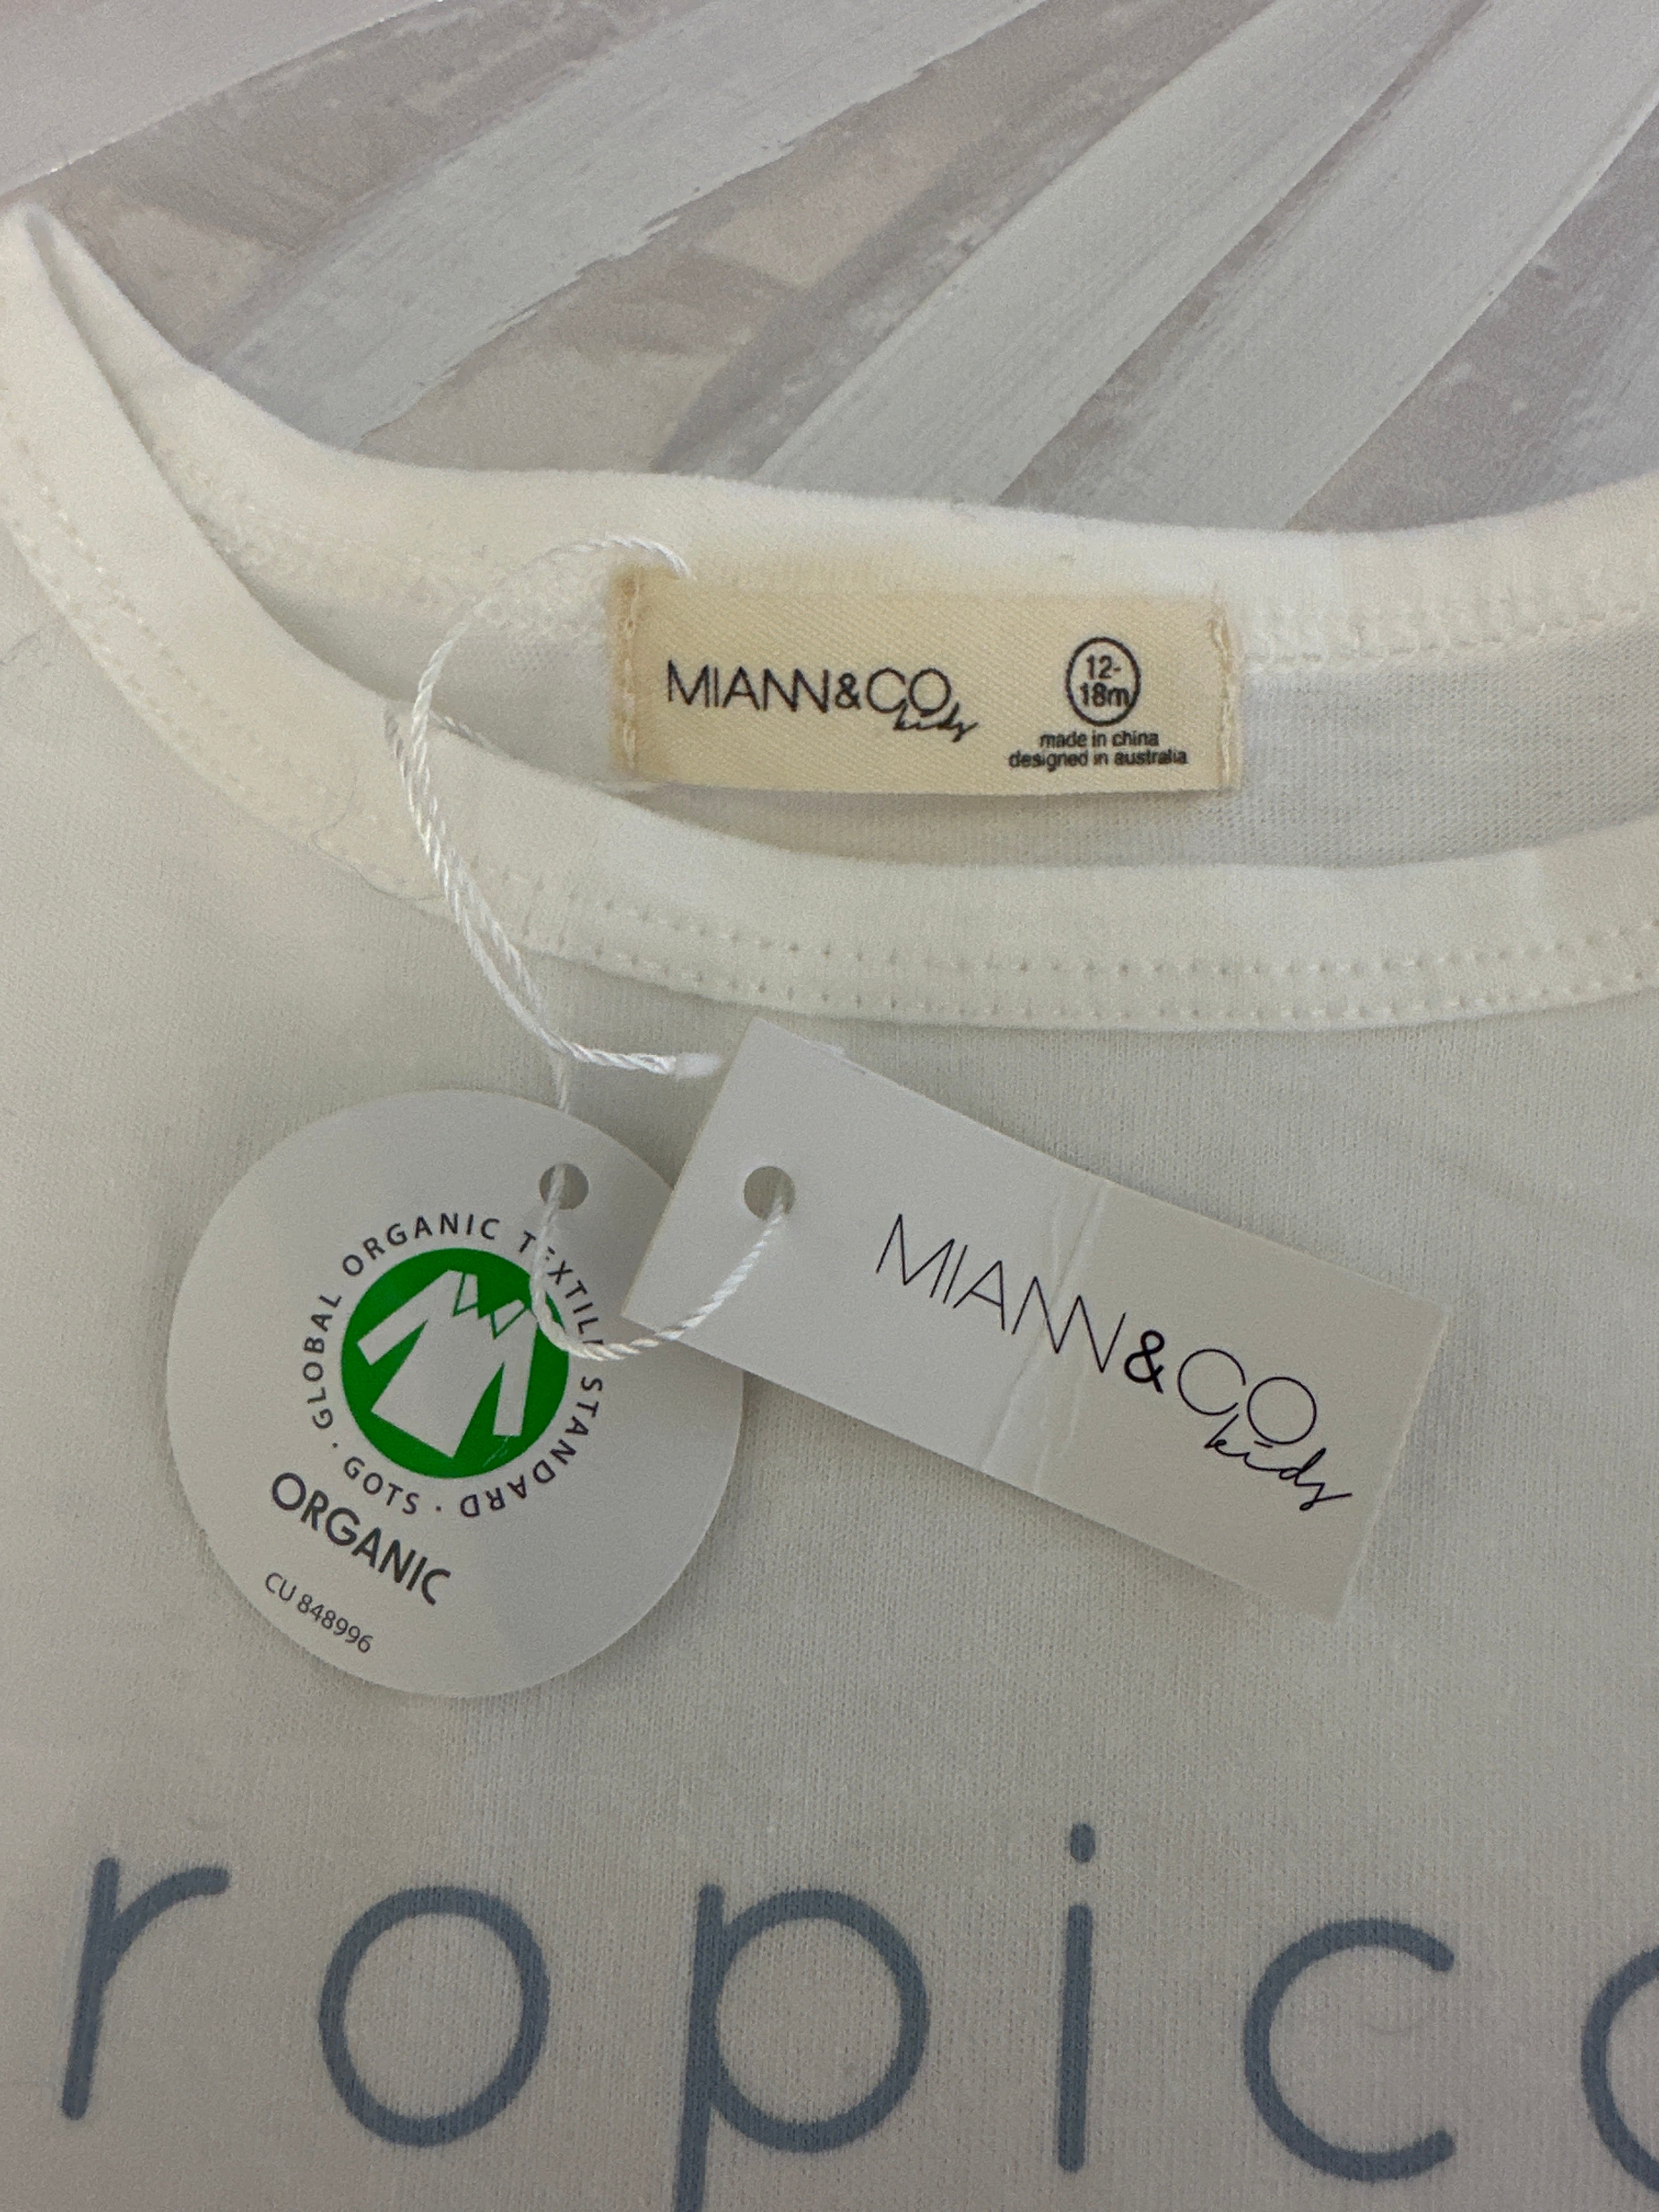 MIANN&CO
kids
12-
18m
made in china
designed in australia
GLOBAL ORGANIC TEXTILE STANDARD · GOTS ·
ORGANIC
CU 848996
MIANN&CO
kids
ropic